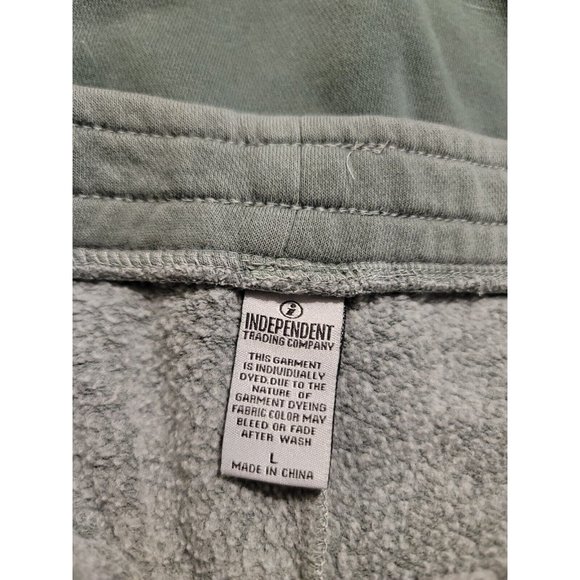 INDEPENDENT
TRADING COMPANY
THIS GARMENT
IS INDIVIDUALLY
DYED.DUE TO THE
NATURE OF
GARMENT DYEING
FABRIC COLOR MAY
BLEED OR FADE
AFTER WASH
L
MADE IN CHINA